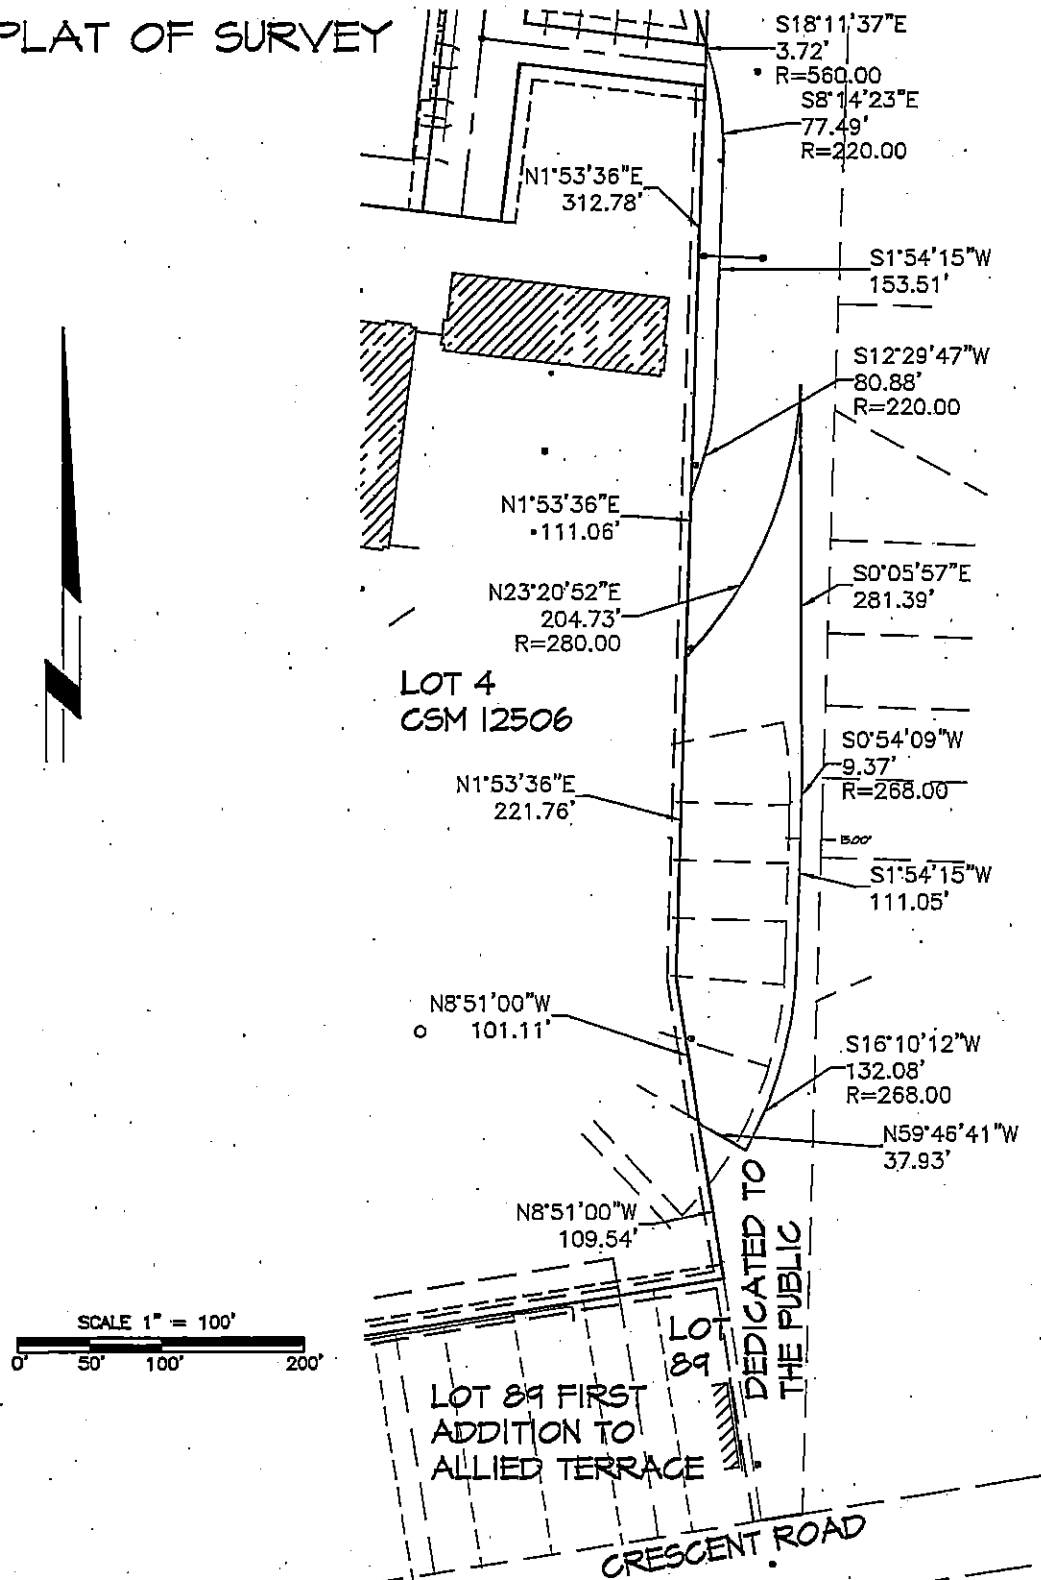 PLAT OF SURVEY
S18°11'37"E
3.72'
R=560.00
S8°14'23"E
77.49'
R=220.00
N1°53'36"E
312.78'
S1°54'15"W
153.51'
S12°29'47"W
80.88'
R=220.00
N1°53'36"E
111.06'
N23°20'52"E
204.73'
R=280.00
S0°05'57"E
281.39'
LOT 4
CSM 12506
S0°54'09"W
9.37'
R=268.00
N1°53'36"E
221.76'
S1°54'15"W
111.05'
N8°51'00"W
101.11'
S16°10'12"W
132.08'
R=268.00
N59°46'41"W
37.93'
N8°51'00"W
109.54'
DEDICATED TO
THE PUBLIC
SCALE 1" = 100'
0' 50' 100' 200'
LOT
89
LOT 89 FIRST
ADDITION TO
ALLIED TERRACE
CRESCENT ROAD